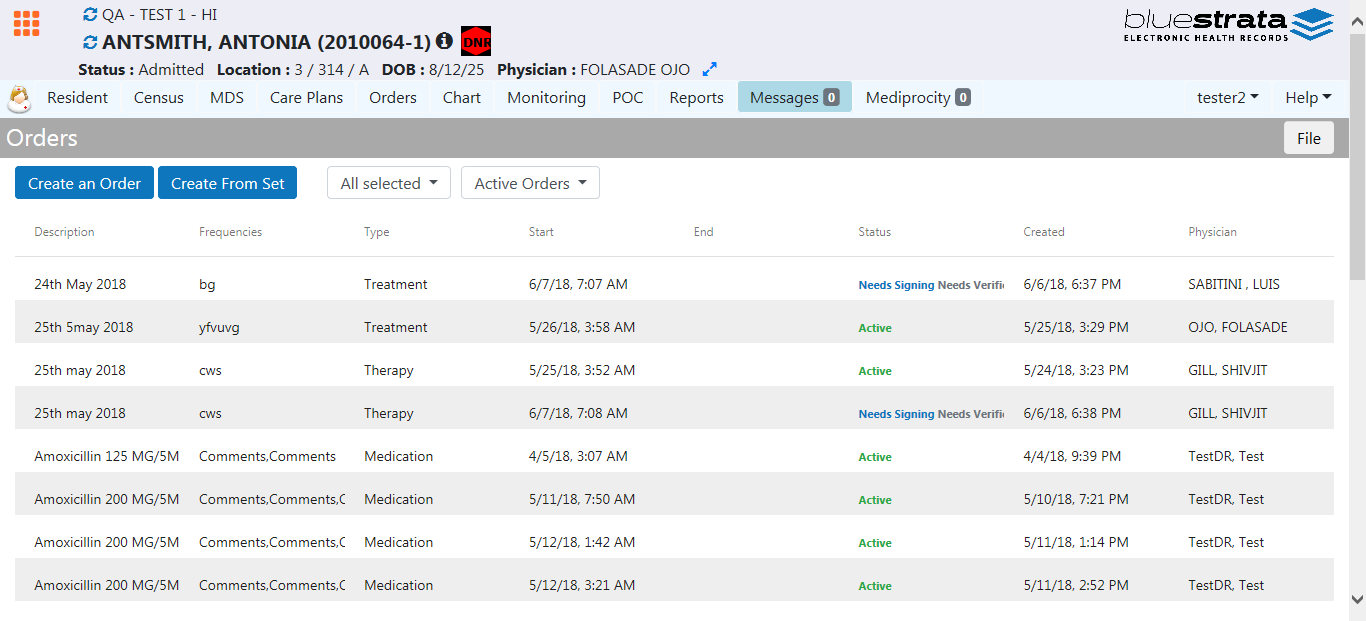 QA - TEST 1 - HI
ANTSMITH, ANTONIA (2010064-1) DNR
bluestrata
ELECTRONIC HEALTH RECORDS
Status : Admitted Location : 3 / 314 / A DOB : 8/12/25 Physician : FOLASADE OJO
Resident Census MDS Care Plans Orders Chart Monitoring POC Reports Messages 0 Mediprocity 0 tester2 Help
Orders File
Create an Order Create From Set All selected Active Orders
Description Frequencies Type Start End Status Created Physician
24th May 2018 bg Treatment 6/7/18, 7:07 AM Needs Signing Needs Verifi 6/6/18, 6:37 PM SABITINI , LUIS
25th 5may 2018 yfvuvg Treatment 5/26/18, 3:58 AM Active 5/25/18, 3:29 PM OJO, FOLASADE
25th may 2018 cws Therapy 5/25/18, 3:52 AM Active 5/24/18, 3:23 PM GILL, SHIVJIT
25th may 2018 cws Therapy 6/7/18, 7:08 AM Needs Signing Needs Verifi 6/6/18, 6:38 PM GILL, SHIVJIT
Amoxicillin 125 MG/5M Comments,Comments Medication 4/5/18, 3:07 AM Active 4/4/18, 9:39 PM TestDR, Test
Amoxicillin 200 MG/5M Comments,Comments,C Medication 5/11/18, 7:50 AM Active 5/10/18, 7:21 PM TestDR, Test
Amoxicillin 200 MG/5M Comments,Comments,C Medication 5/12/18, 1:42 AM Active 5/11/18, 1:14 PM TestDR, Test
Amoxicillin 200 MG/5M Comments,Comments,C Medication 5/12/18, 3:21 AM Active 5/11/18, 2:52 PM TestDR, Test